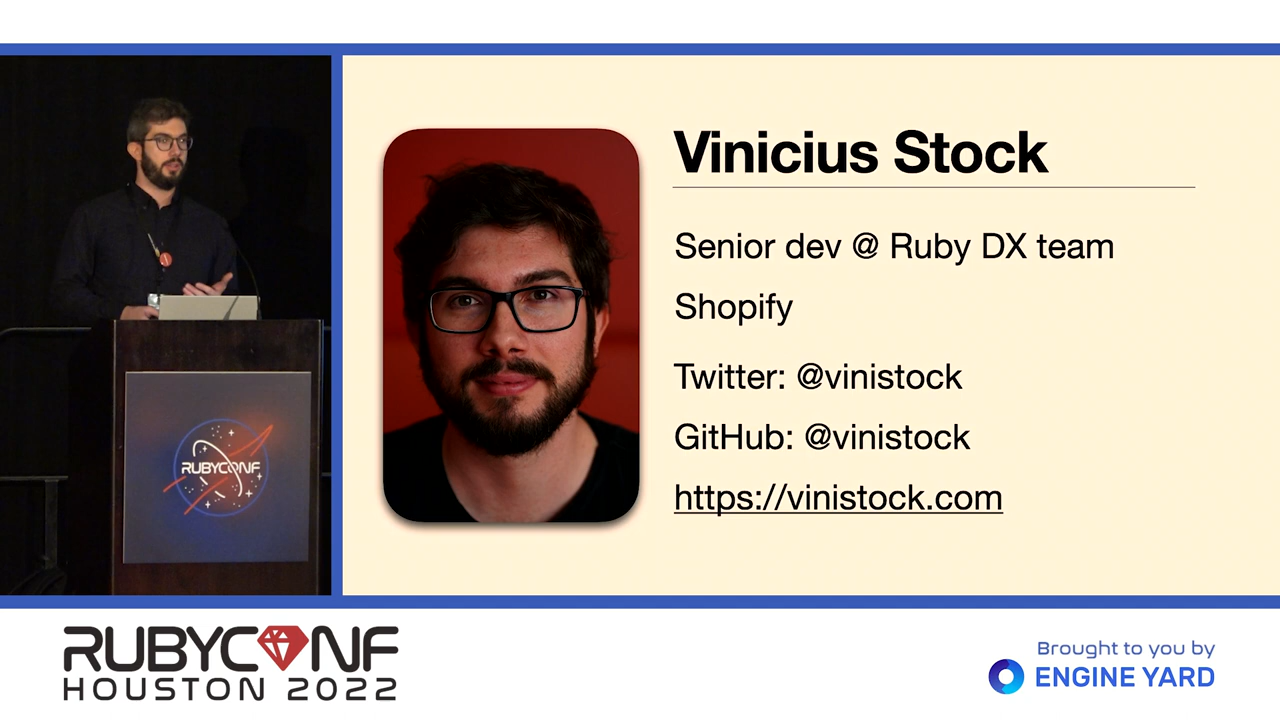 RUBYCONF
Vinicius Stock
Senior dev @ Ruby DX team
Shopify
Twitter: @vinistock
GitHub: @vinistock
https://vinistock.com
RUBYCONF
HOUSTON 2022
Brought to you by
ENGINE YARD